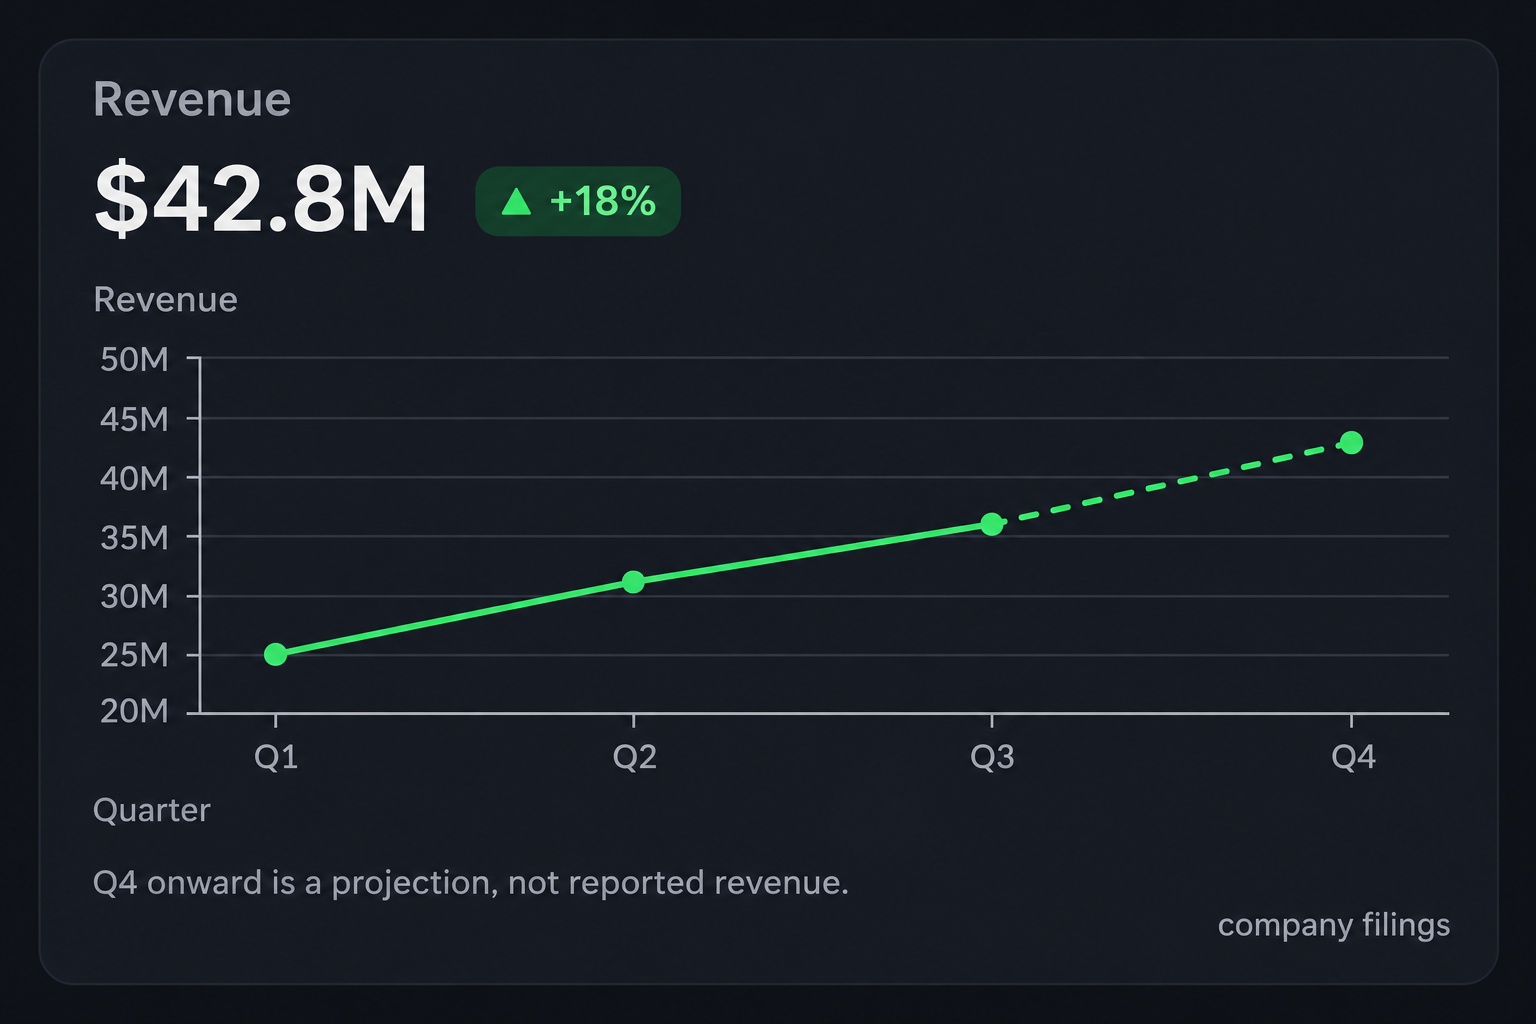 Revenue
$42.8M ▲ +18%
Revenue
50M
45M
40M
35M
30M
25M
20M
Q1 Q2 Q3 Q4
Quarter
Q4 onward is a projection, not reported revenue.
company filings